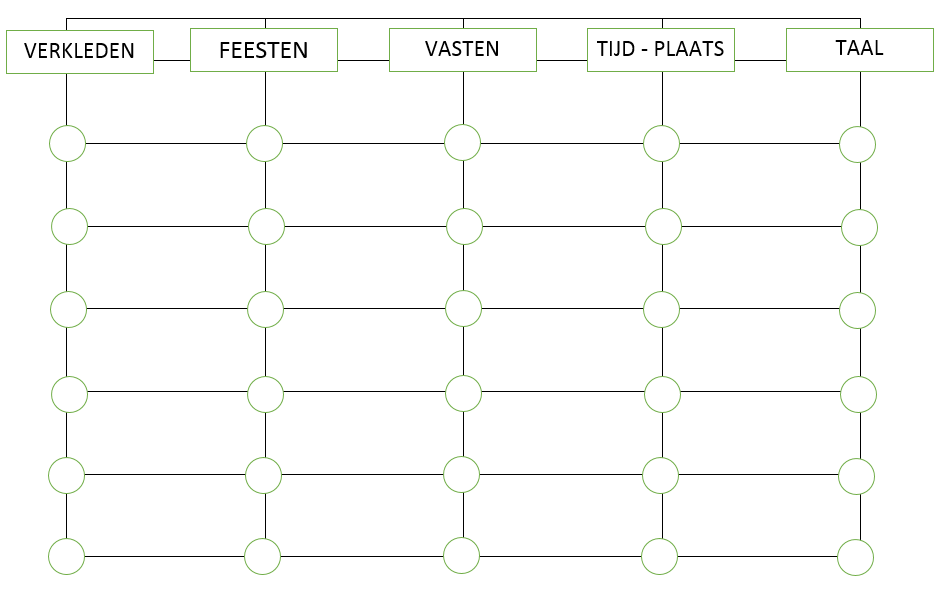 VERKLEDEN
FEESTEN
VASTEN
TIJD - PLAATS
TAAL